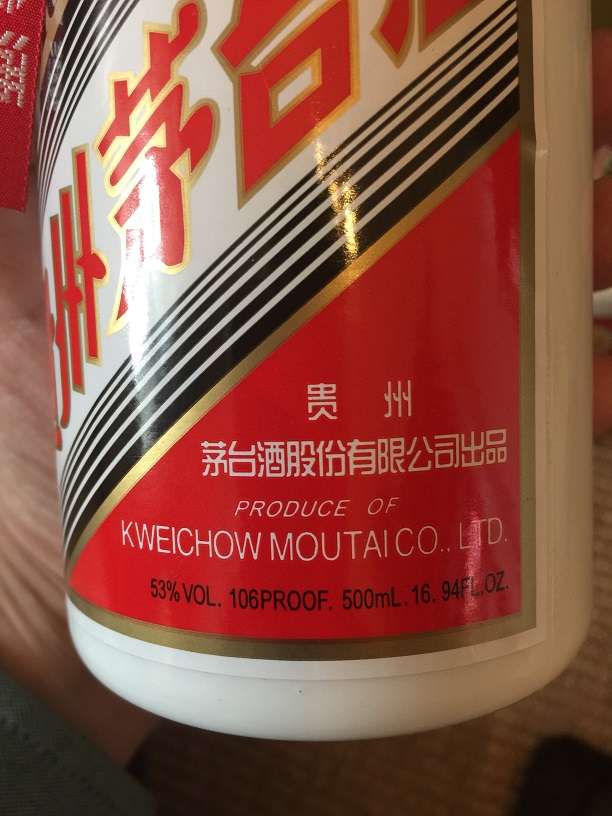 州茅台
贵州
茅台酒股份有限公司出品
PRODUCE OF
KWEICHOW MOUTAI CO., LTD.
53% VOL. 106PROOF. 500mL. 16. 94FL.OZ.